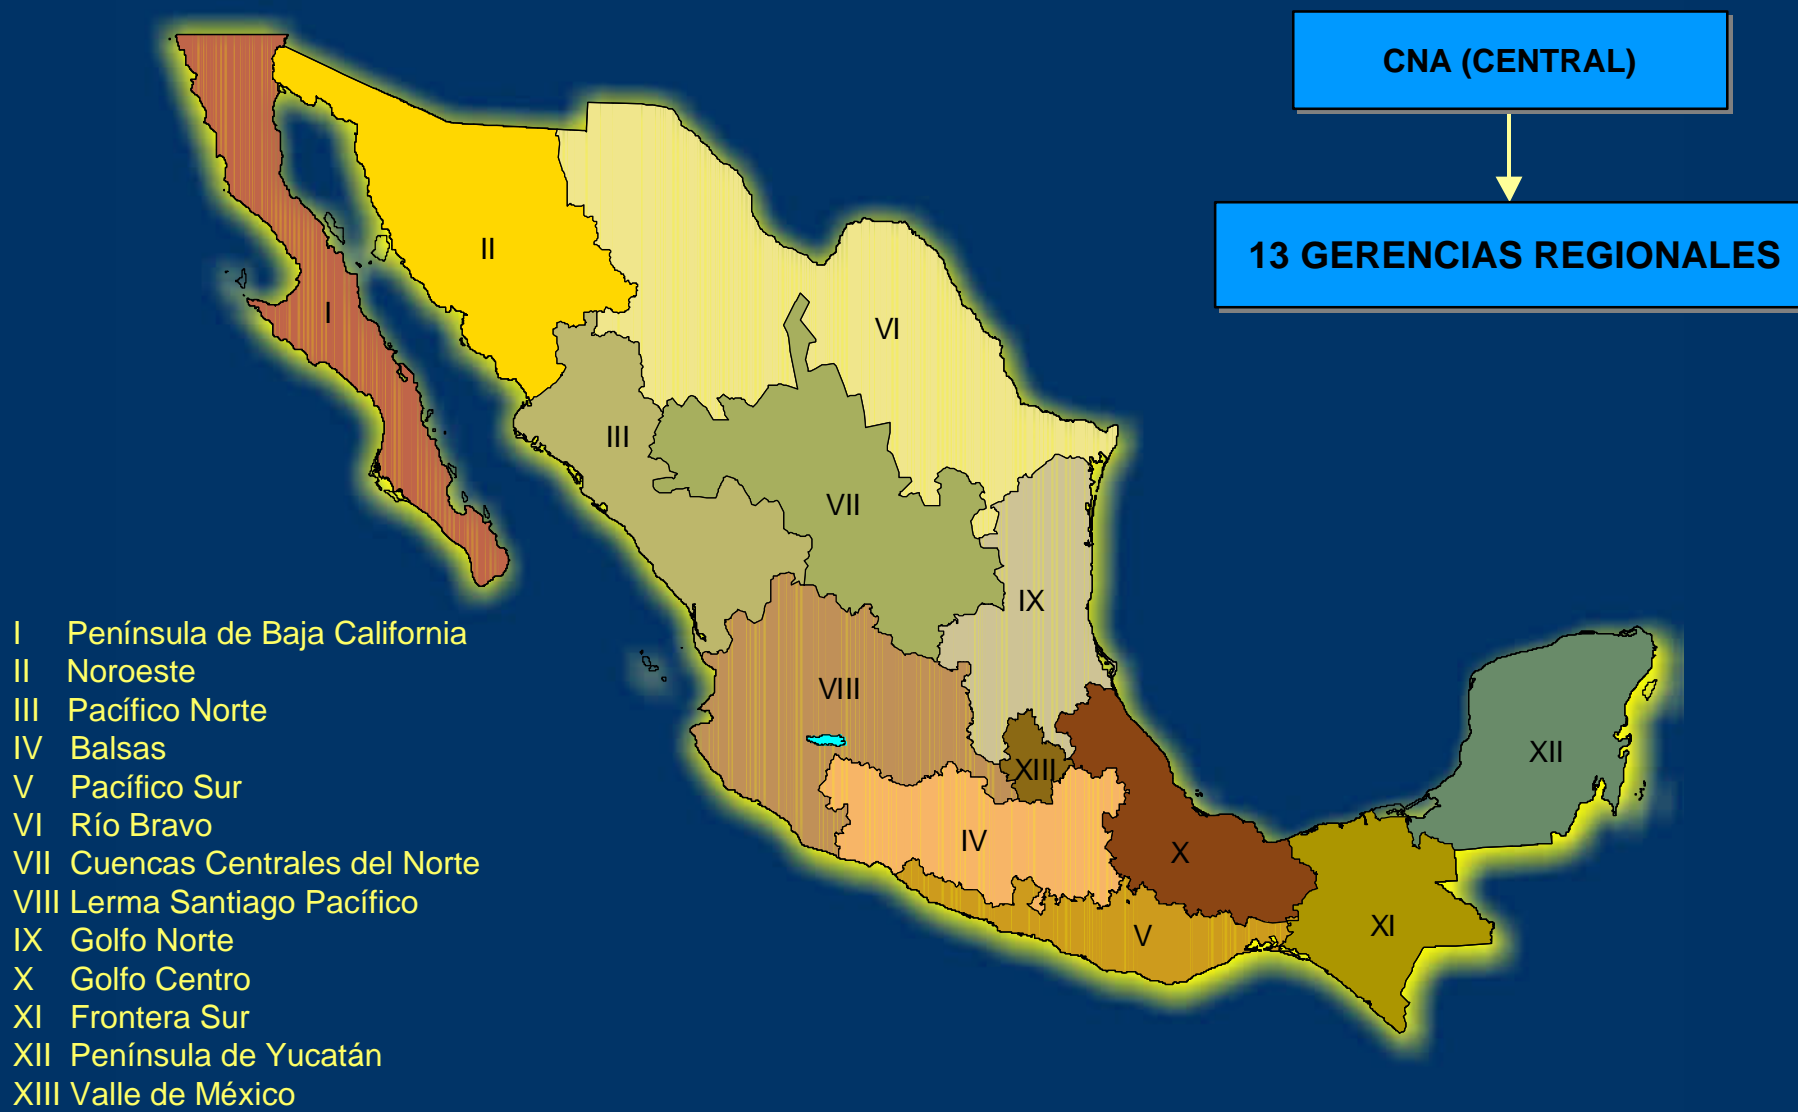 CNA (CENTRAL)
13 GERENCIAS REGIONALES
II
I
VI
III
VII
IX
VIII
XII
XIII
IV
X
XI
V
I Península de Baja California
II Noroeste
III Pacífico Norte
IV Balsas
V Pacífico Sur
VI Río Bravo
VII Cuencas Centrales del Norte
VIII Lerma Santiago Pacífico
IX Golfo Norte
X Golfo Centro
XI Frontera Sur
XII Península de Yucatán
XIII Valle de México